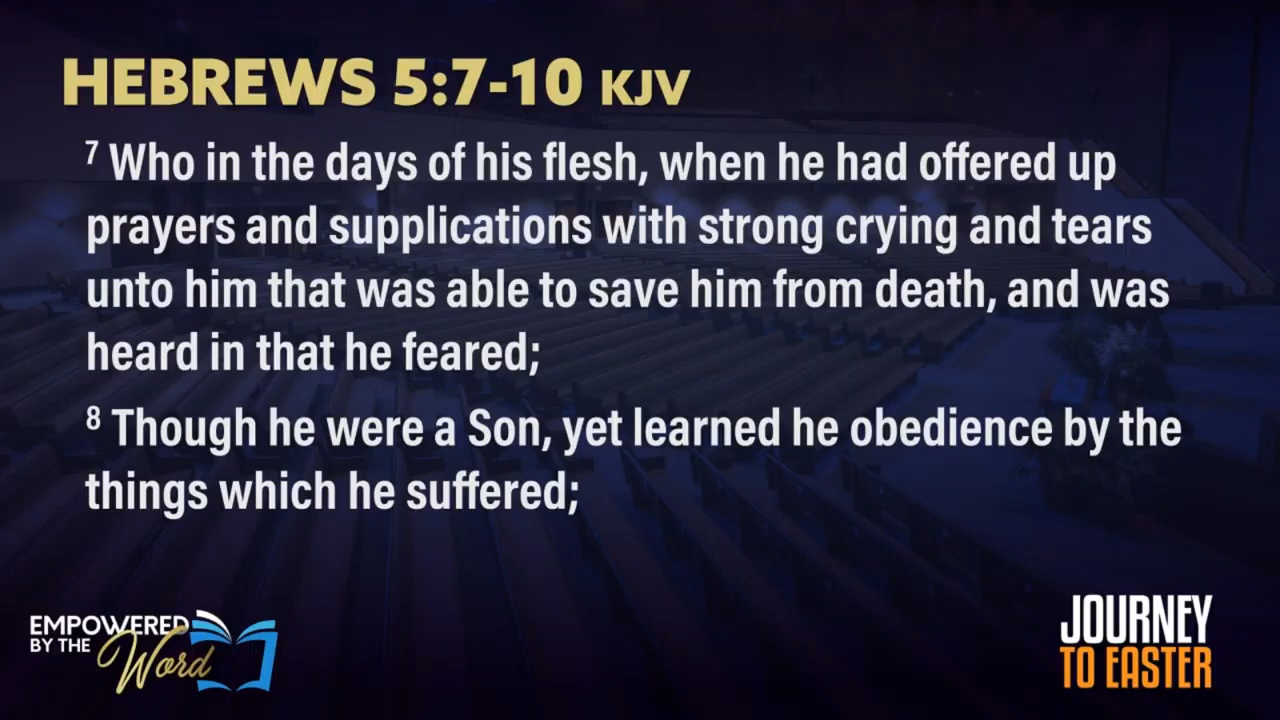 HEBREWS 5:7-10 KJV
7 Who in the days of his flesh, when he had offered up
prayers and supplications with strong crying and tears
unto him that was able to save him from death, and was
heard in that he feared;
8 Though he were a Son, yet learned he obedience by the
things which he suffered;
EMPOWERED
BY THE
Word
JOURNEY
TO EASTER